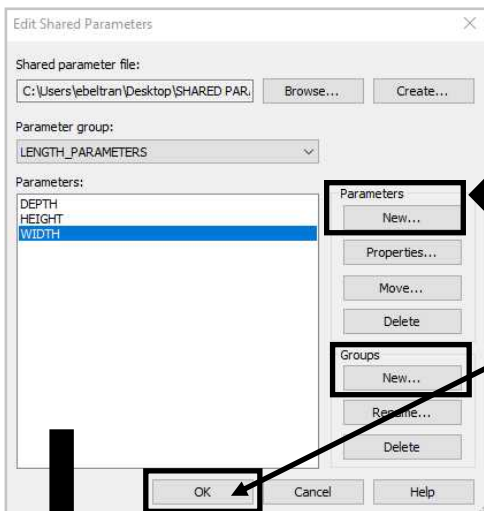 Edit Shared Parameters
Shared parameter file:
C:\Users\ebeltran\Desktop\SHARED PAR. Browse... Create...
Parameter group:
LENGTH_PARAMETERS
Parameters:
DEPTH
HEIGHT
WIDTH
Parameters
New...
Properties...
Move...
Delete
Groups
New...
Rename...
Delete
OK Cancel Help